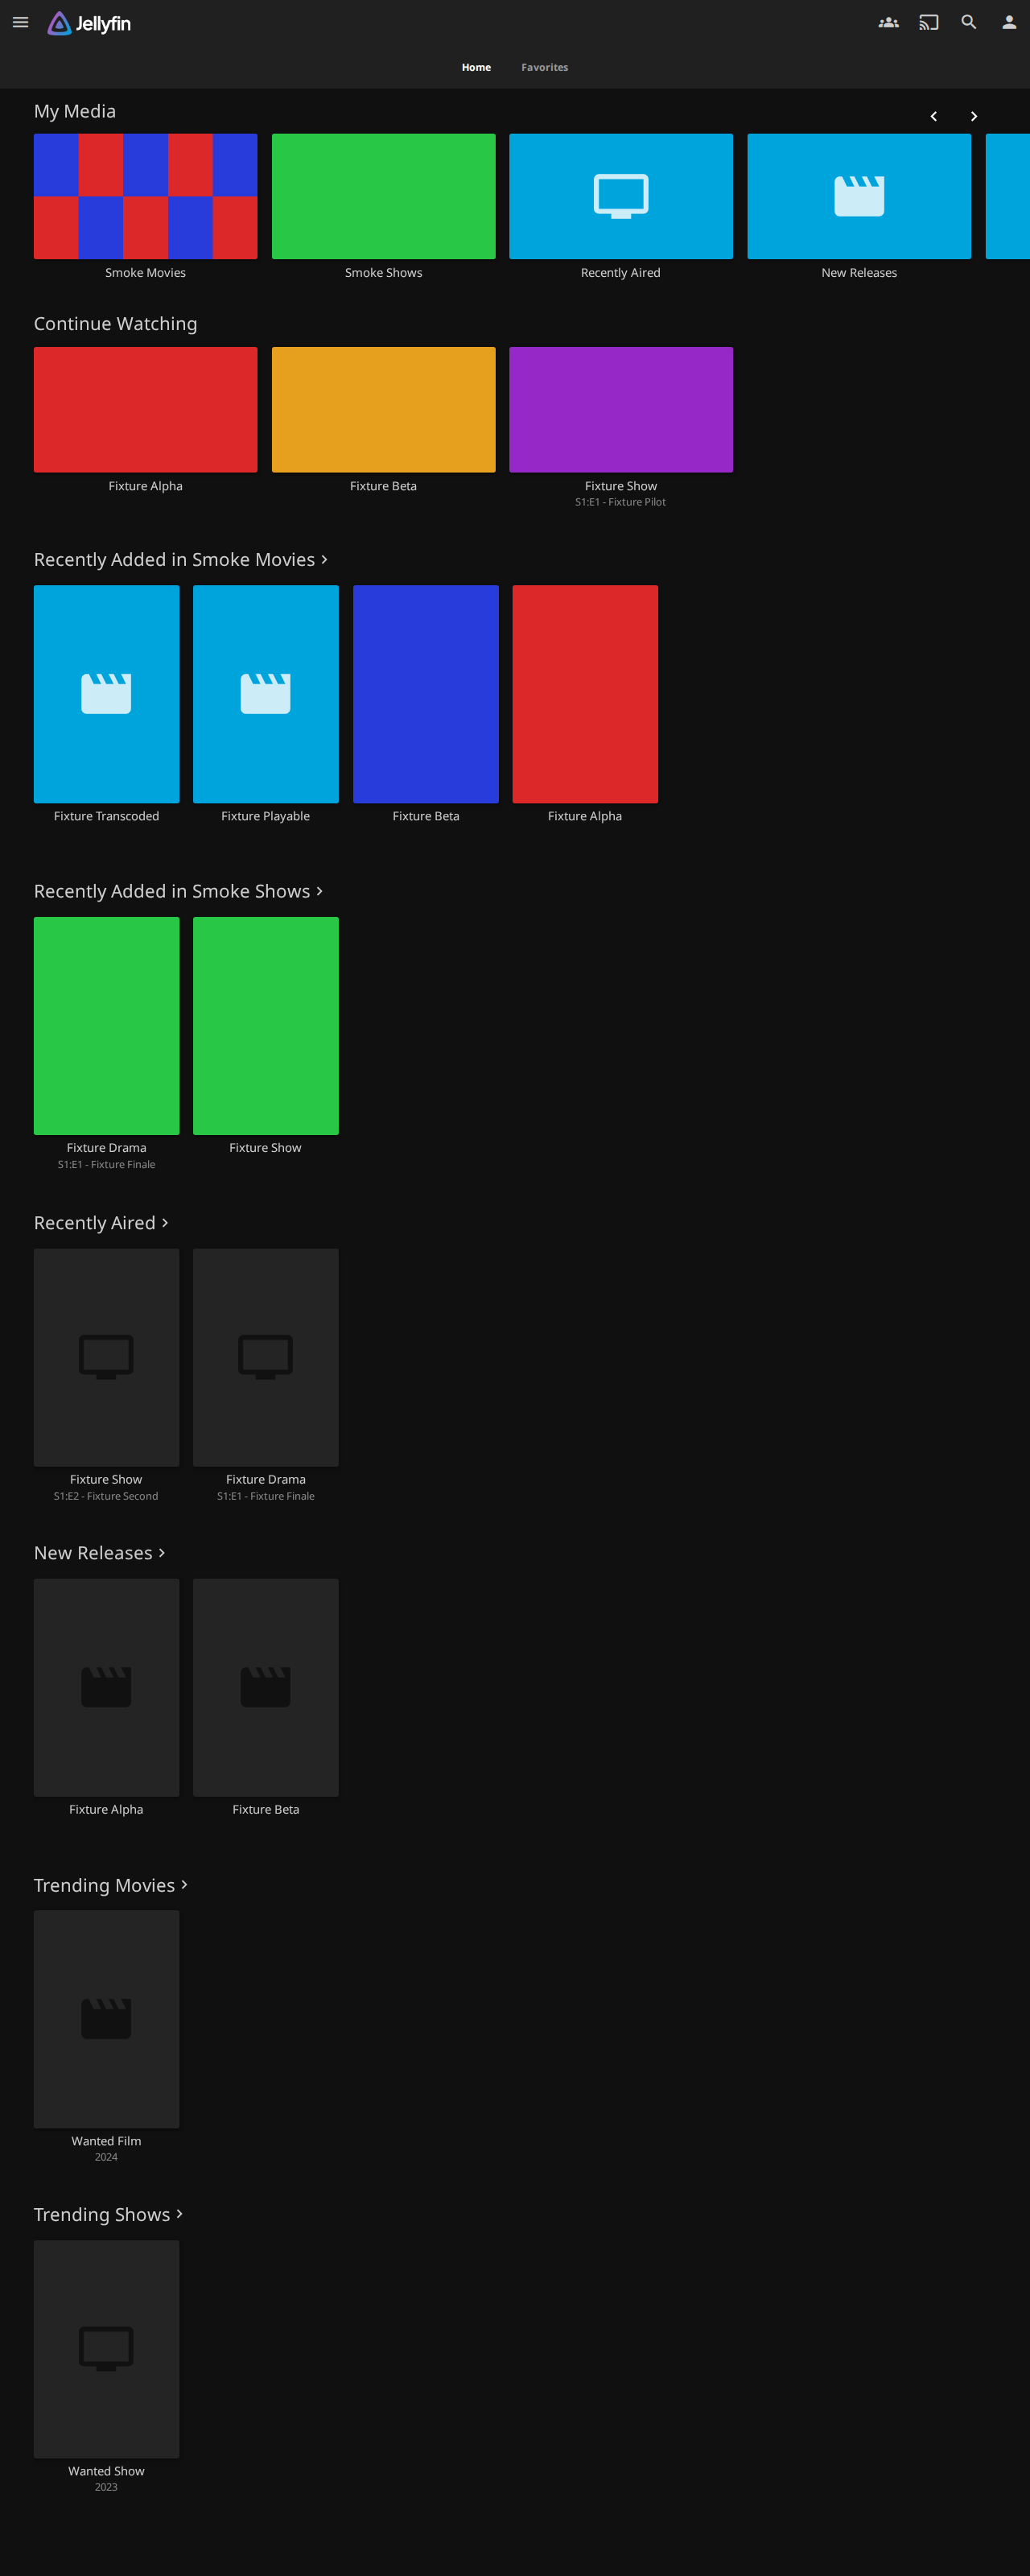 Jellyfin
Home Favorites
My Media
Smoke Movies Smoke Shows Recently Aired New Releases
Continue Watching
Fixture Alpha Fixture Beta Fixture Show
S1:E1 - Fixture Pilot
Recently Added in Smoke Movies
Fixture Transcoded Fixture Playable Fixture Beta Fixture Alpha
Recently Added in Smoke Shows
Fixture Drama Fixture Show
S1:E1 - Fixture Finale
Recently Aired
Fixture Show Fixture Drama
S1:E2 - Fixture Second S1:E1 - Fixture Finale
New Releases
Fixture Alpha Fixture Beta
Trending Movies
Wanted Film
2024
Trending Shows
Wanted Show
2023